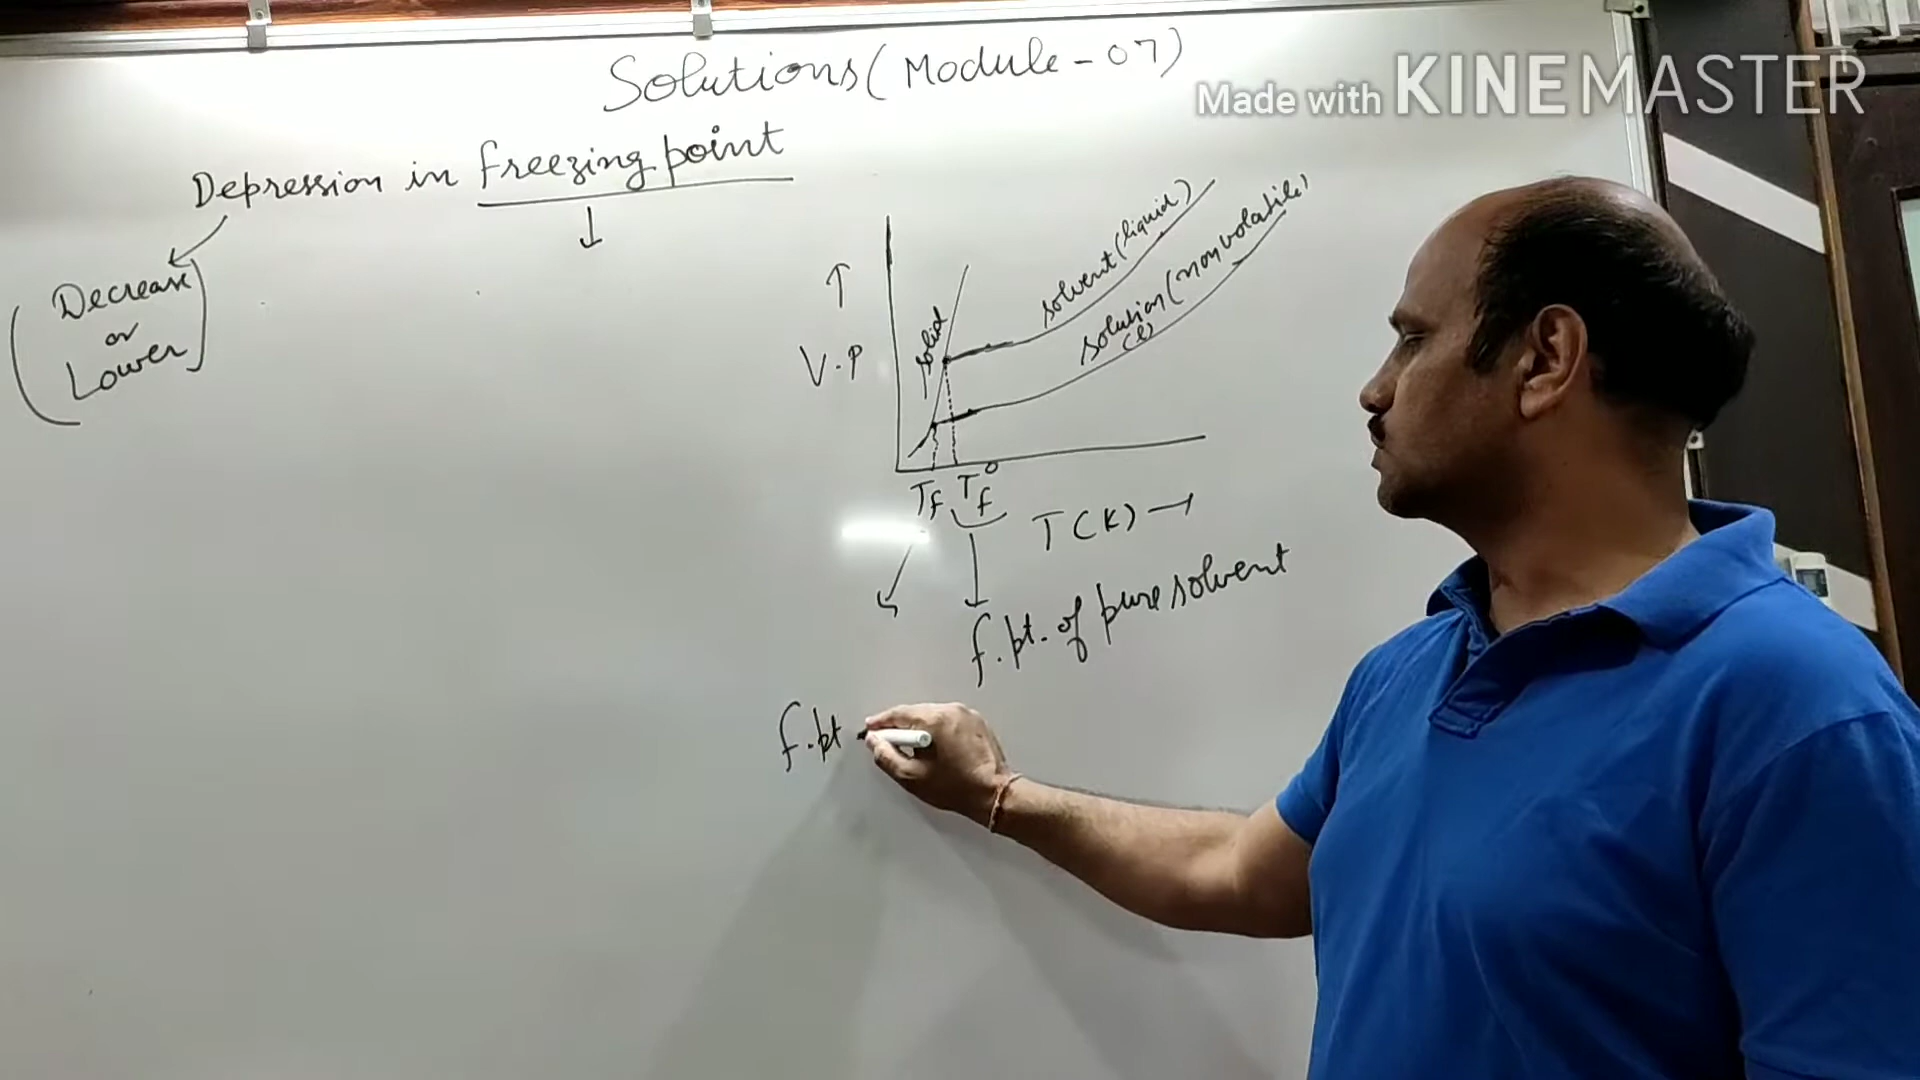 Solutions (Module - 07)
Made with KINEMASTER
Depression in freezing point
(Decrease
or
Lower)
↑
V.P
solid
solvent (liquid)
solution (non volatile)
(l)
Tf Tf°
T(K) →
f.pt. of pure solvent
f.pt